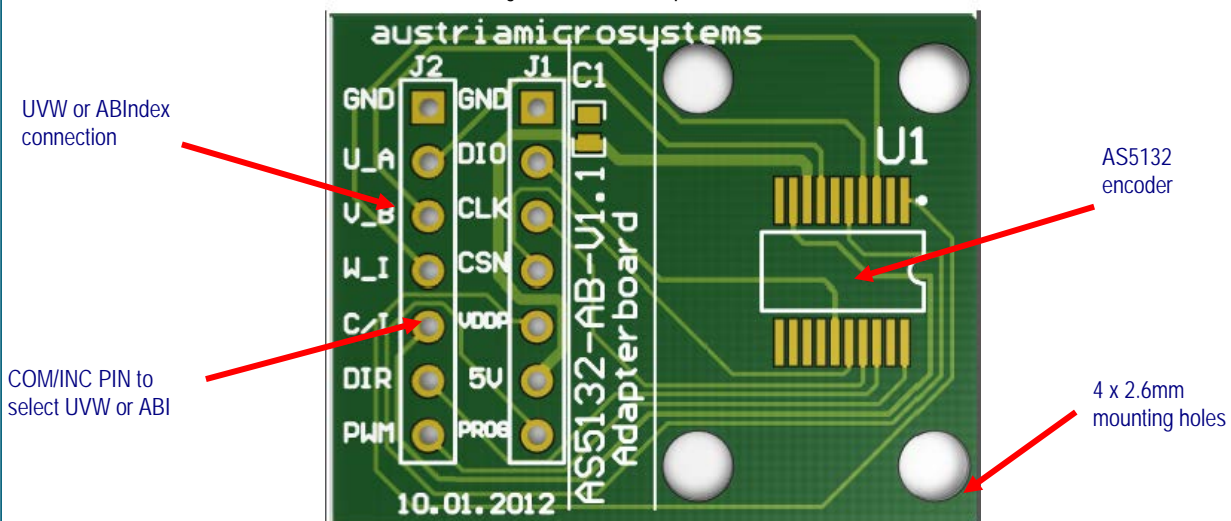 austriamicrosystems
J2 J1 C1
GND GND
U_A DIO
V_B CLK
W_I CSN
C/I VDDP
DIR 5V
PWM PROG
10.01.2012
AS5132-AB-V1.1
Adapterboard
U1
UVW or ABIndex
connection
COM/INC PIN to
select UVW or ABI
AS5132
encoder
4 x 2.6mm
mounting holes